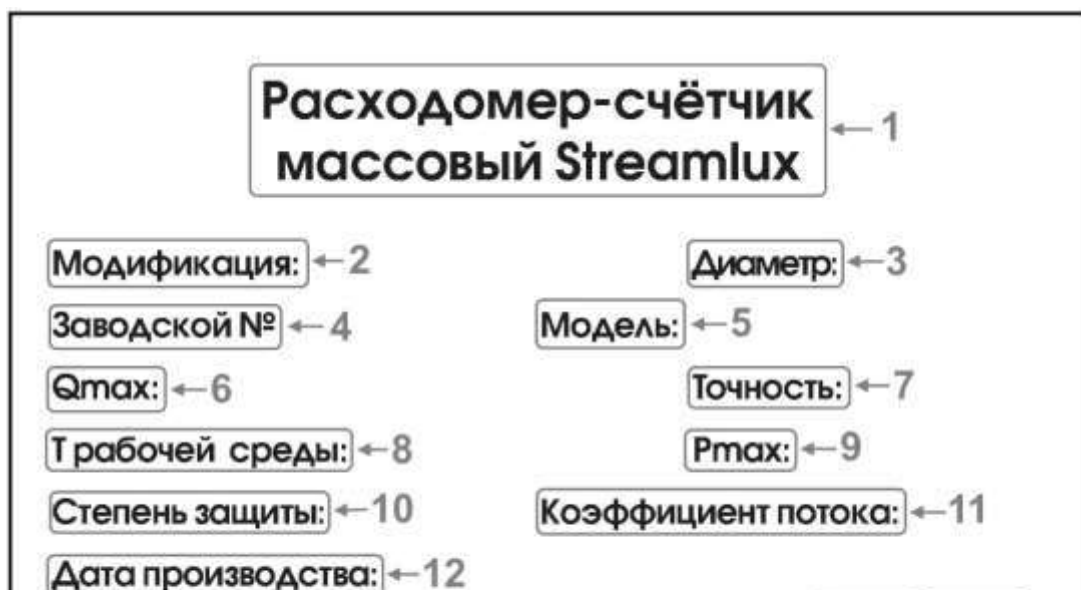 Расходомер-счётчик
массовый Streamlux
1
Модификация: 2
Диаметр: 3
Заводской № 4
Модель: 5
Qmax: 6
Точность: 7
Т рабочей среды: 8
Pmax: 9
Степень защиты: 10
Коэффициент потока: 11
Дата производства: 12